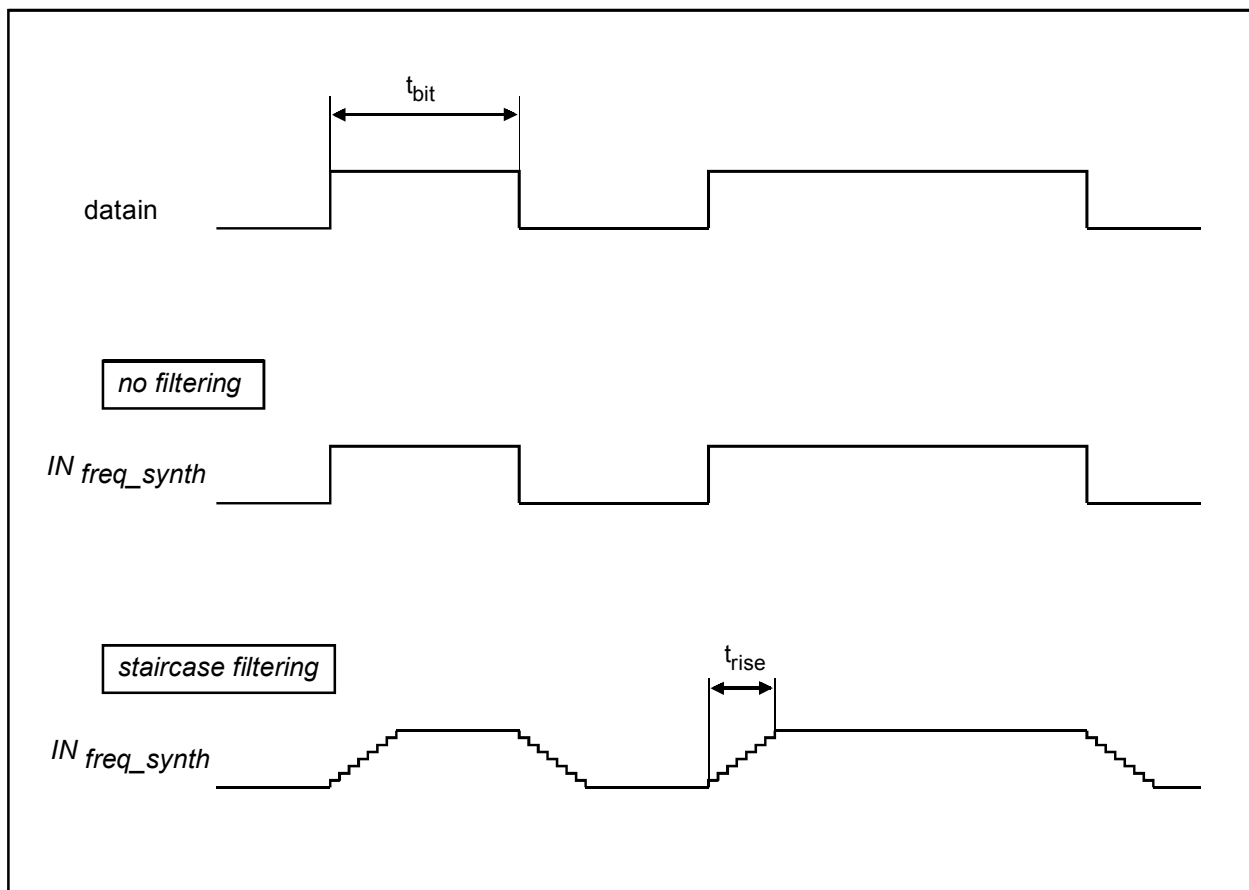 tbit
datain
no filtering
IN freq_synth
staircase filtering
trise
IN freq_synth